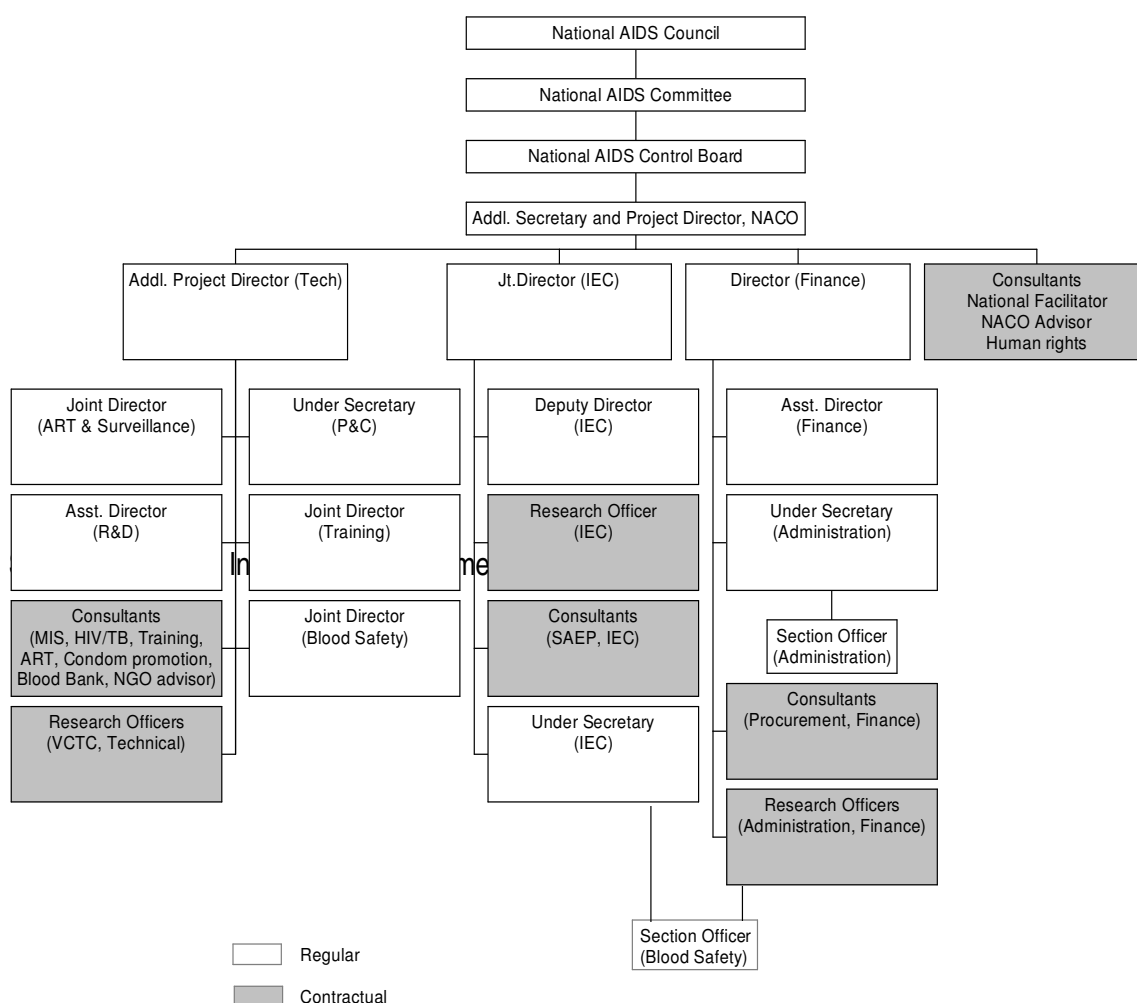 National AIDS Council
National AIDS Committee
National AIDS Control Board
Addl. Secretary and Project Director, NACO
Addl. Project Director (Tech)
Jt.Director (IEC)
Director (Finance)
Consultants
National Facilitator
NACO Advisor
Human rights
Joint Director
(ART & Surveillance)
Under Secretary
(P&C)
Deputy Director
(IEC)
Asst. Director
(Finance)
Asst. Director
(R&D)
Joint Director
(Training)
Research Officer
(IEC)
Under Secretary
(Administration)
In
me
Consultants
(MIS, HIV/TB, Training,
ART, Condom promotion,
Blood Bank, NGO advisor)
Joint Director
(Blood Safety)
Consultants
(SAEP, IEC)
Section Officer
(Administration)
Research Officers
(VCTC, Technical)
Under Secretary
(IEC)
Consultants
(Procurement, Finance)
Research Officers
(Administration, Finance)
Section Officer
(Blood Safety)
Regular
Contractual